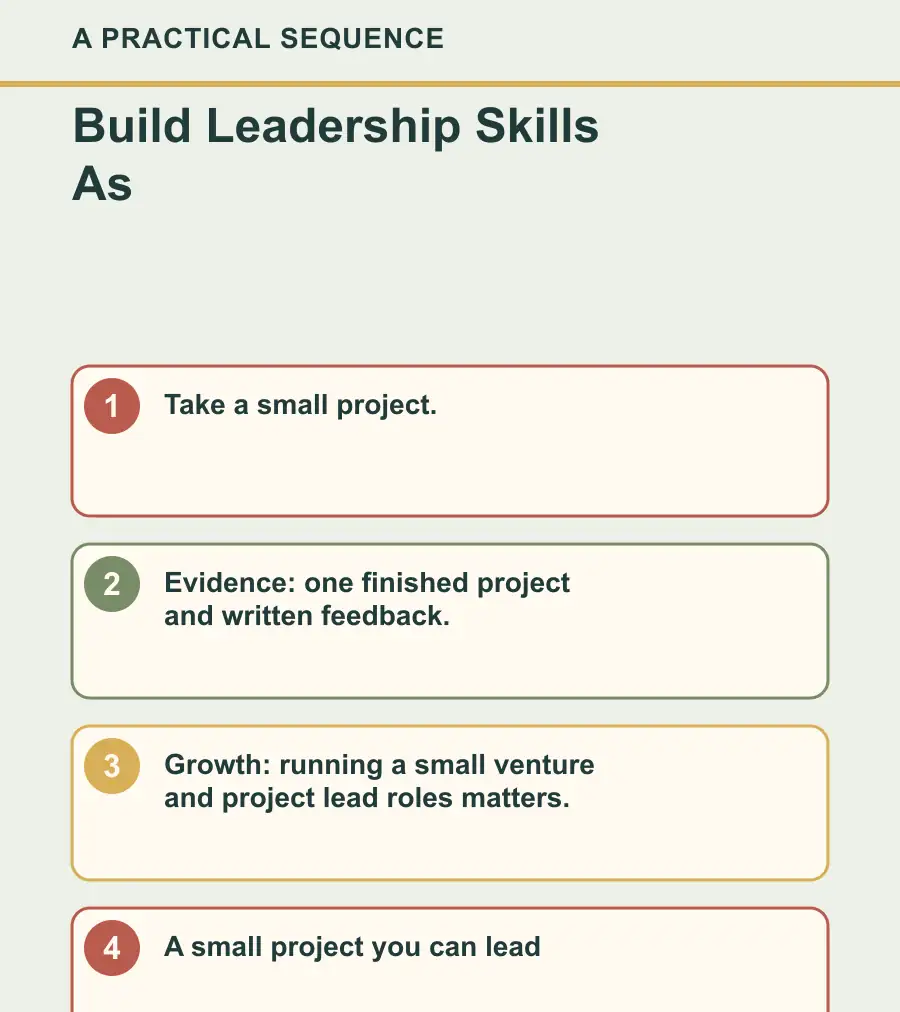 A PRACTICAL SEQUENCE
Build Leadership Skills
As
1
Take a small project.
2
Evidence: one finished project
and written feedback.
3
Growth: running a small venture
and project lead roles matters.
4
A small project you can lead